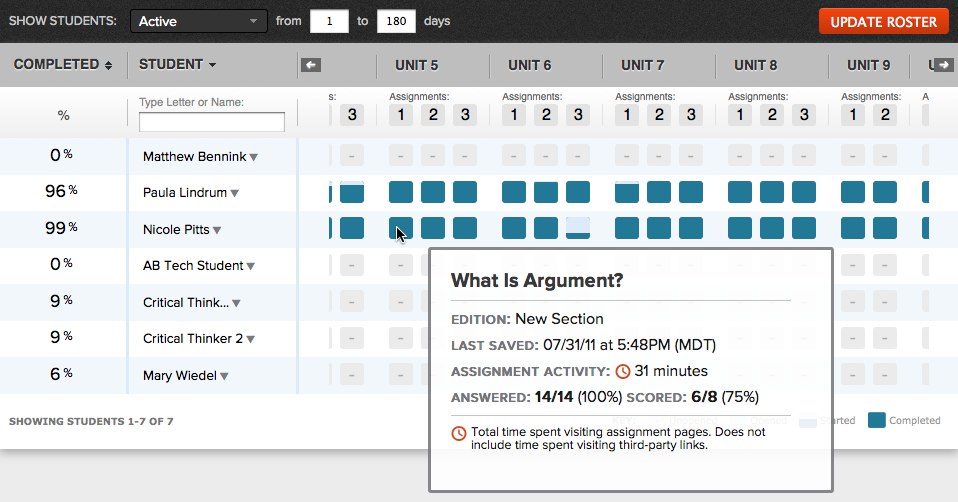 SHOW STUDENTS: Active from 1 to 180 days UPDATE ROSTER
COMPLETED STUDENT UNIT 5 UNIT 6 UNIT 7 UNIT 8 UNIT 9
s: Assignments: Assignments: Assignments: Assignments: Assignments: A
% Type Letter or Name: 3 1 2 3 1 2 3 1 2 3 1 2 3 1 2
0 % Matthew Bennink - - - - - - - - - - - - - - -
96 % Paula Lindrum
99 % Nicole Pitts
0 % AB Tech Student - -
9 % Critical Think... - -
9 % Critical Thinker 2 - -
6 % Mary Wiedel - -
What Is Argument?
EDITION: New Section
LAST SAVED: 07/31/11 at 5:48PM (MDT)
ASSIGNMENT ACTIVITY: 31 minutes
ANSWERED: 14/14 (100%) SCORED: 6/8 (75%)
Total time spent visiting assignment pages. Does not
include time spent visiting third-party links.
SHOWING STUDENTS 1-7 OF 7 Completed